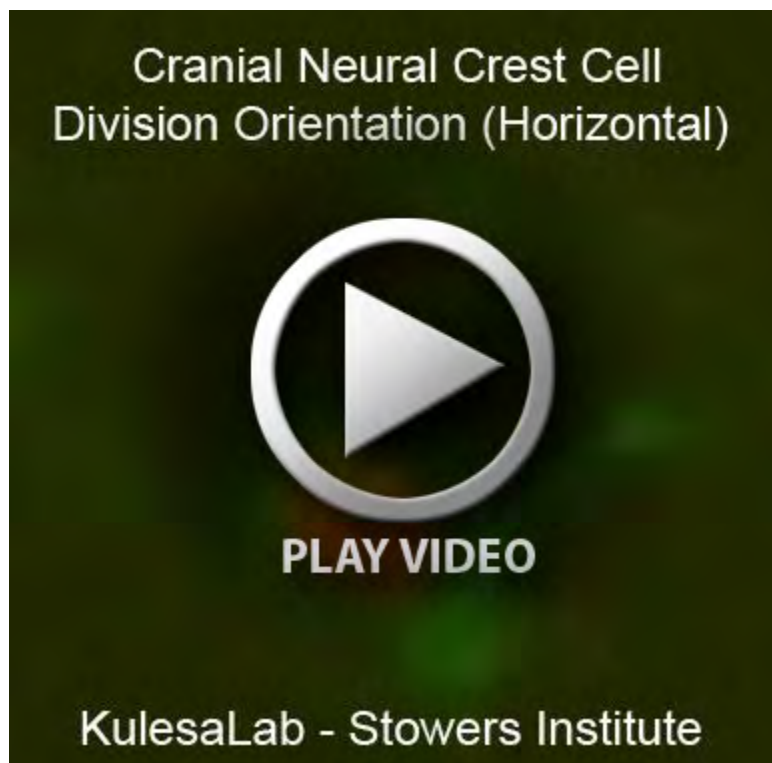 Cranial Neural Crest Cell
Division Orientation (Horizontal)
PLAY VIDEO
KulesaLab - Stowers Institute